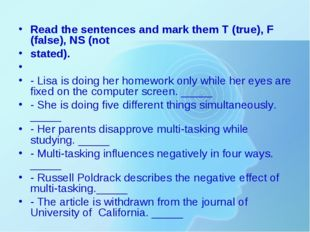 • Read the sentences and mark them T (true), F
(false), NS (not
• stated).
•
• - Lisa is doing her homework only while her eyes are
fixed on the computer screen. _____
• - She is doing five different things simultaneously.
_____
• - Her parents disapprove multi-tasking while
studying. _____
• - Multi-tasking influences negatively in four ways.
_____
• - Russell Poldrack describes the negative effect of
multi-tasking._____
• - The article is withdrawn from the journal of
University of  California. _____